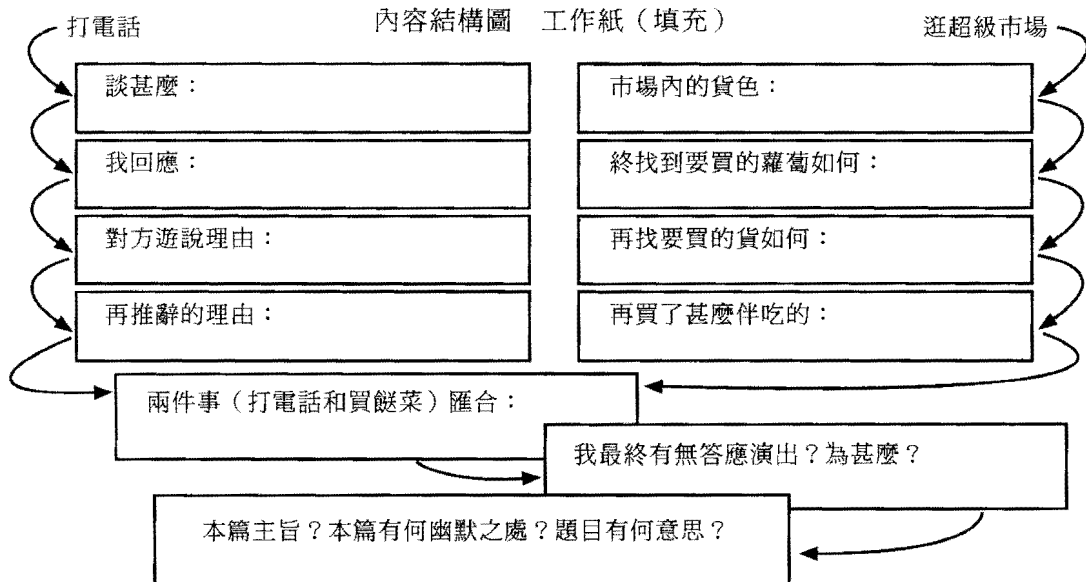 內容結構圖 工作紙（填充）
打電話
逛超級市場
談甚麼：
市場內的貨色：
我回應：
終找到要買的蘿蔔如何：
對方遊說理由：
再找要買的貨如何：
再推辭的理由：
再買了甚麼伴吃的：
兩件事（打電話和買餸菜）匯合：
我最終有無答應演出？為甚麼？
本篇主旨？本篇有何幽默之處？題目有何意思？